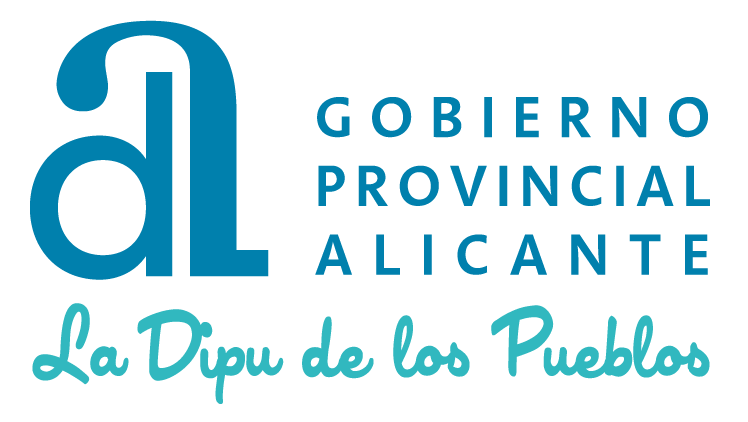 GOBIERNO
PROVINCIAL
ALICANTE
La Dipu de los Pueblos